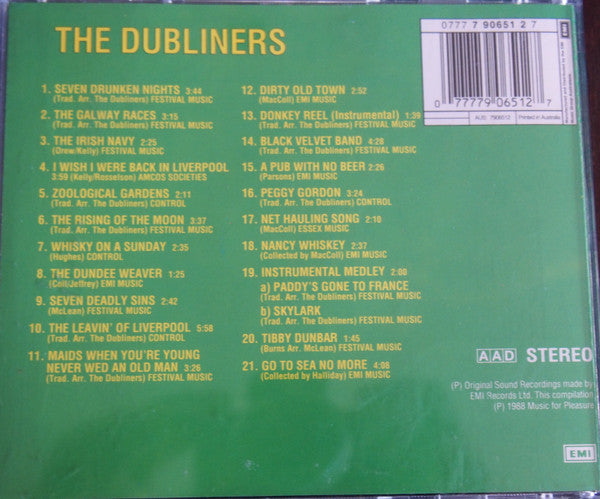 THE DUBLINERS
1. SEVEN DRUNKEN NIGHTS 3:44
(Trad. Arr. The Dubliners) FESTIVAL MUSIC
2. THE GALWAY RACES 3:15
(Trad. Arr. The Dubliners) FESTIVAL MUSIC
3. THE IRISH NAVY 2:25
(Drew/Kelly) FESTIVAL MUSIC
4. I WISH I WERE BACK IN LIVERPOOL
3:59 (Kelly/Rosselson) AMCOS SOCIETIES
5. ZOOLOGICAL GARDENS 2:11
(Trad. Arr. The Dubliners) CONTROL
6. THE RISING OF THE MOON 3:37
(Trad. Arr. The Dubliners) FESTIVAL MUSIC
7. WHISKY ON A SUNDAY 2:35
(Hughes) CONTROL
8. THE DUNDEE WEAVER 1:25
(Coll/Jeffrey) EMI MUSIC
9. SEVEN DEADLY SINS 2:42
(McLean) FESTIVAL MUSIC
10. THE LEAVIN' OF LIVERPOOL 5:58
(Trad. Arr. The Dubliners) CONTROL
11. MAIDS WHEN YOU'RE YOUNG
NEVER WED AN OLD MAN 3:26
(Trad. Arr. The Dubliners) FESTIVAL MUSIC
12. DIRTY OLD TOWN 2:52
(MacColl) EMI MUSIC
13. DONKEY REEL (Instrumental) 1:39
(Trad. Arr. The Dubliners) FESTIVAL MUSIC
14. BLACK VELVET BAND 4:28
(Trad. Arr. The Dubliners) FESTIVAL MUSIC
15. A PUB WITH NO BEER 2:26
(Parsons) EMI MUSIC
16. PEGGY GORDON 3:24
(Trad. Arr. The Dubliners) CONTROL
17. NET HAULING SONG 2:10
(MacColl) ESSEX MUSIC
18. NANCY WHISKEY 2:37
(Collected by MacColl) EMI MUSIC
19. INSTRUMENTAL MEDLEY 2:00
a) PADDY'S GONE TO FRANCE
(Trad. Arr. The Dubliners) FESTIVAL MUSIC
b) SKYLARK
(Trad. Arr. The Dubliners) FESTIVAL MUSIC
20. TIBBY DUNBAR 1:45
(Burns Arr. McLean) FESTIVAL MUSIC
21. GO TO SEA NO MORE 4:08
(Collected by Halliday) EMI MUSIC
0777 7 90651 2 7
0 77779 06512 7
AUS: 7906512 Printed in Australia
EMI
AAD STEREO
(P) Original Sound Recordings made by
EMI Records Ltd. This compilation
(P) 1988 Music for Pleasure
EMI